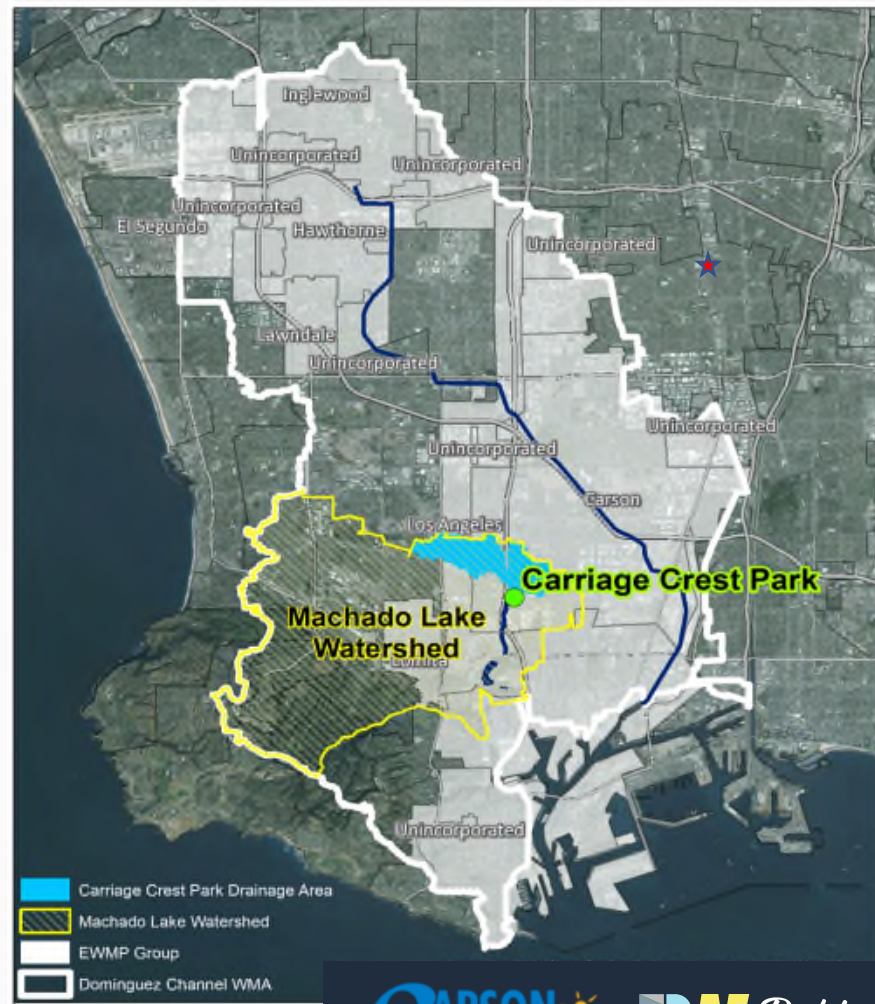 Inglewood
Unincorporated
Unincorporated
Unincorporated
El Segundo
Hawthorne
Unincorporated
Lawndale
Unincorporated
Unincorporated
Unincorporated
Carson
Los Angeles
Carriage Crest Park
Machado Lake
Watershed
Lomita
Unincorporated
Carriage Crest Park Drainage Area
Machado Lake Watershed
EWMP Group
Dominguez Channel WMA
CARSON